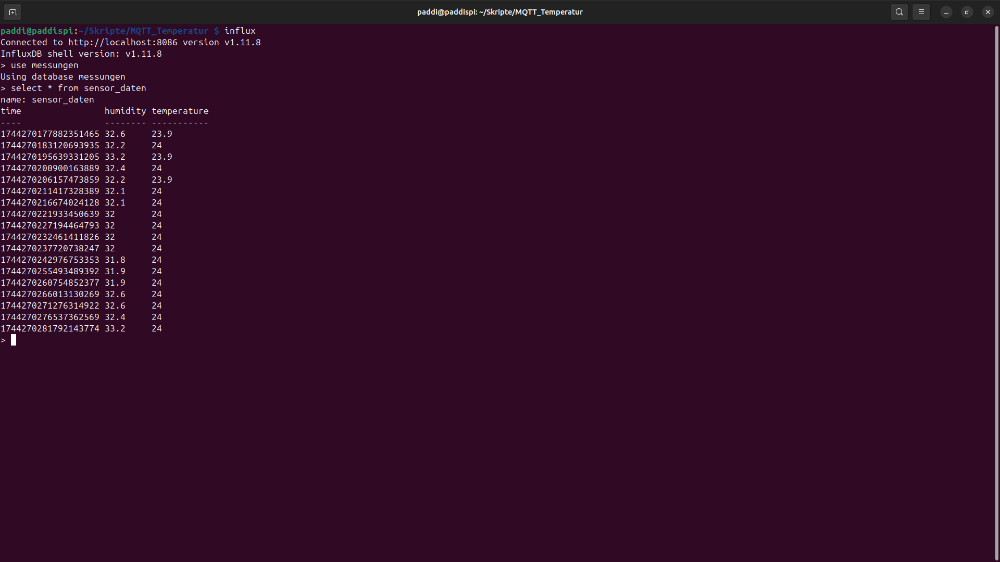 paddi@paddispi: ~/Skripte/MQTT_Temperatur
paddi@paddispi:~/Skripte/MQTT_Temperatur $ influx
Connected to http://localhost:8086 version v1.11.8
InfluxDB shell version: v1.11.8
> use messungen
Using database messungen
> select * from sensor_daten
name: sensor_daten
time                humidity temperature
----                -------- -----------
1744270177882351465 32.6     23.9
1744270183120693935 32.2     24
1744270195639331205 33.2     23.9
1744270200900163889 32.4     24
1744270206157473859 32.2     23.9
1744270211417328389 32.1     24
1744270216674024128 32.1     24
1744270221933450639 32       24
1744270227194464793 32       24
1744270232461411826 32       24
1744270237720738247 32       24
1744270242976753353 31.8     24
1744270255493489392 31.9     24
1744270260754852377 31.9     24
1744270266013130269 32.6     24
1744270271276314922 32.6     24
1744270276537362569 32.4     24
1744270281792143774 33.2     24
>